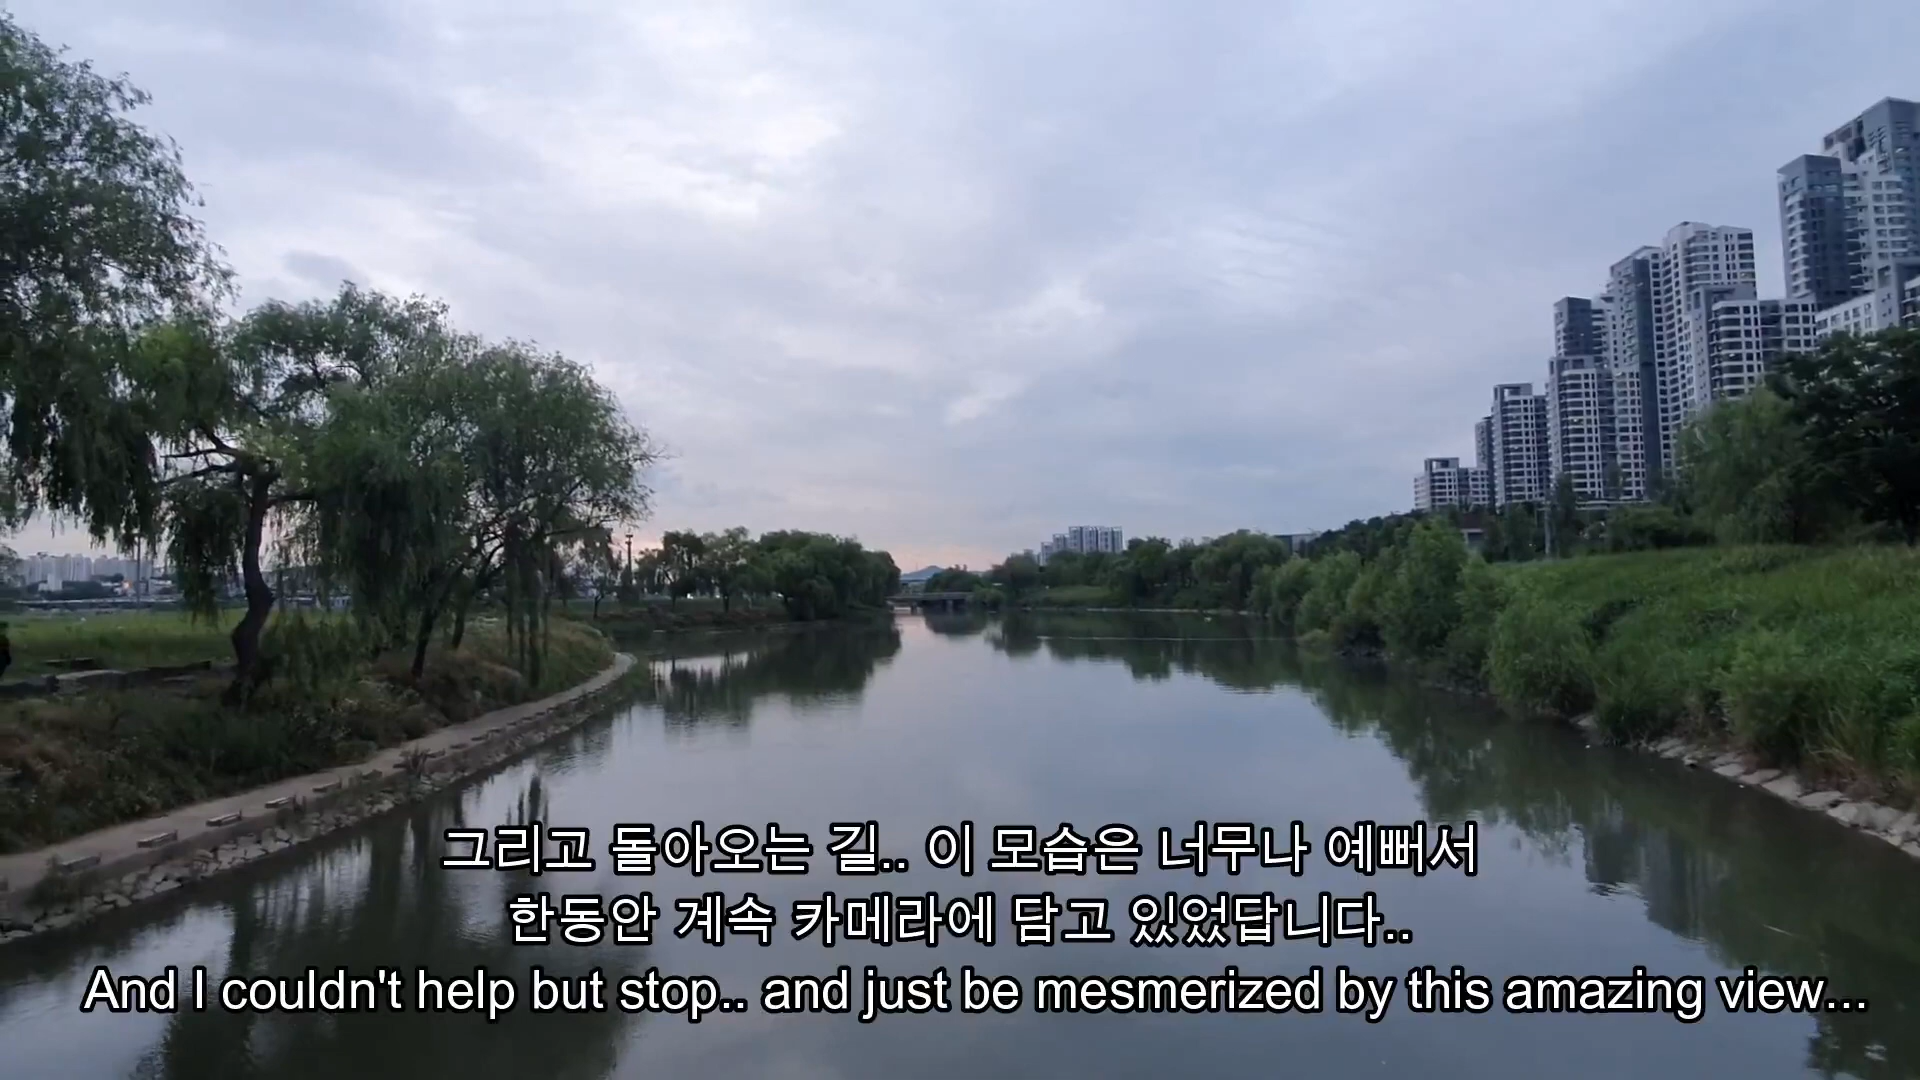 그리고 돌아오는 길.. 이 모습은 너무나 예뻐서
한동안 계속 카메라에 담고 있었답니다..
And I couldn't help but stop.. and just be mesmerized by this amazing view...